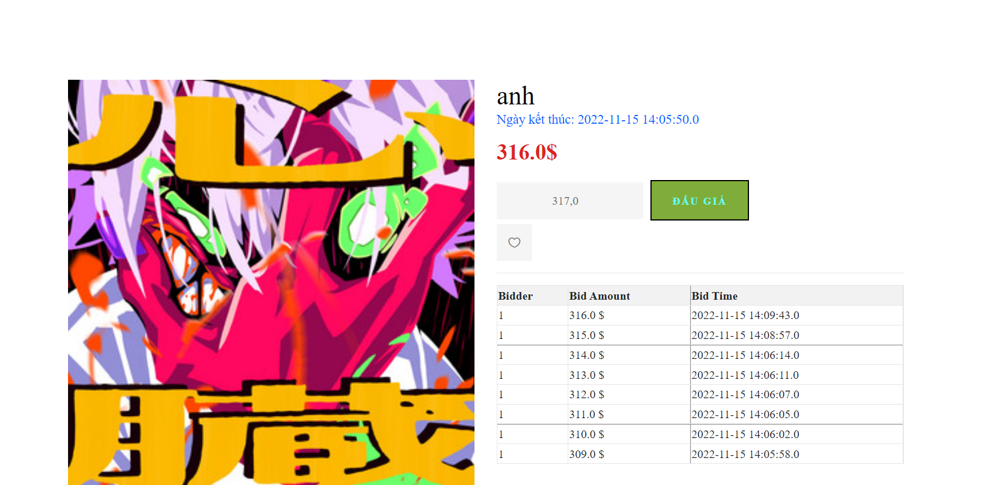 anh
Ngày kết thúc: 2022-11-15 14:05:50.0
316.0$
317,0
ĐẤU GIÁ
Bidder Bid Amount Bid Time
1 316.0 $ 2022-11-15 14:09:43.0
1 315.0 $ 2022-11-15 14:08:57.0
1 314.0 $ 2022-11-15 14:06:14.0
1 313.0 $ 2022-11-15 14:06:11.0
1 312.0 $ 2022-11-15 14:06:07.0
1 311.0 $ 2022-11-15 14:06:05.0
1 310.0 $ 2022-11-15 14:06:02.0
1 309.0 $ 2022-11-15 14:05:58.0